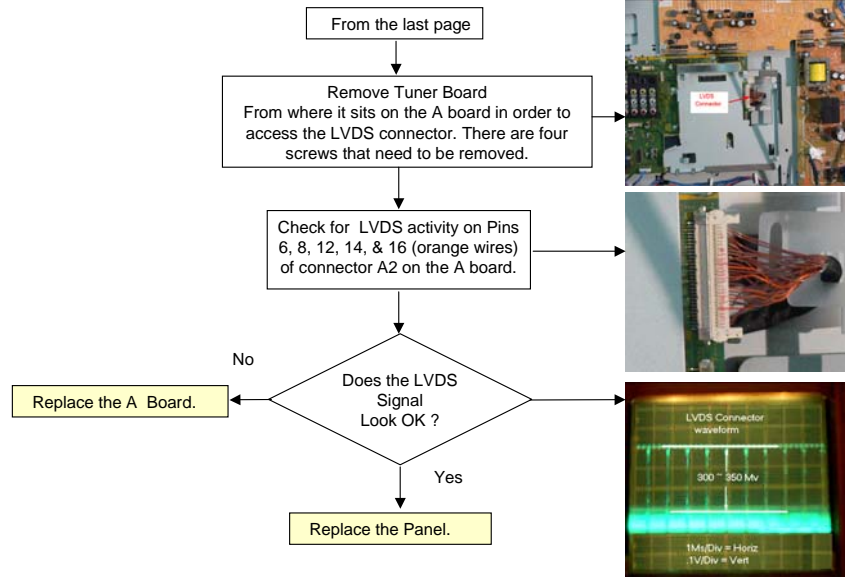 From the last page
Remove Tuner Board
From where it sits on the A board in order to
access the LVDS connector. There are four
screws that need to be removed.
LVDS
Connector
Check for LVDS activity on Pins
6, 8, 12, 14, & 16 (orange wires)
of connector A2 on the A board.
No
Does the LVDS
Signal
Look OK ?
Replace the A Board.
Yes
Replace the Panel.
LVDS Connector
waveform
300 ~ 350 Mv
1Ms/Div = Horiz
.1V/Div = Vert